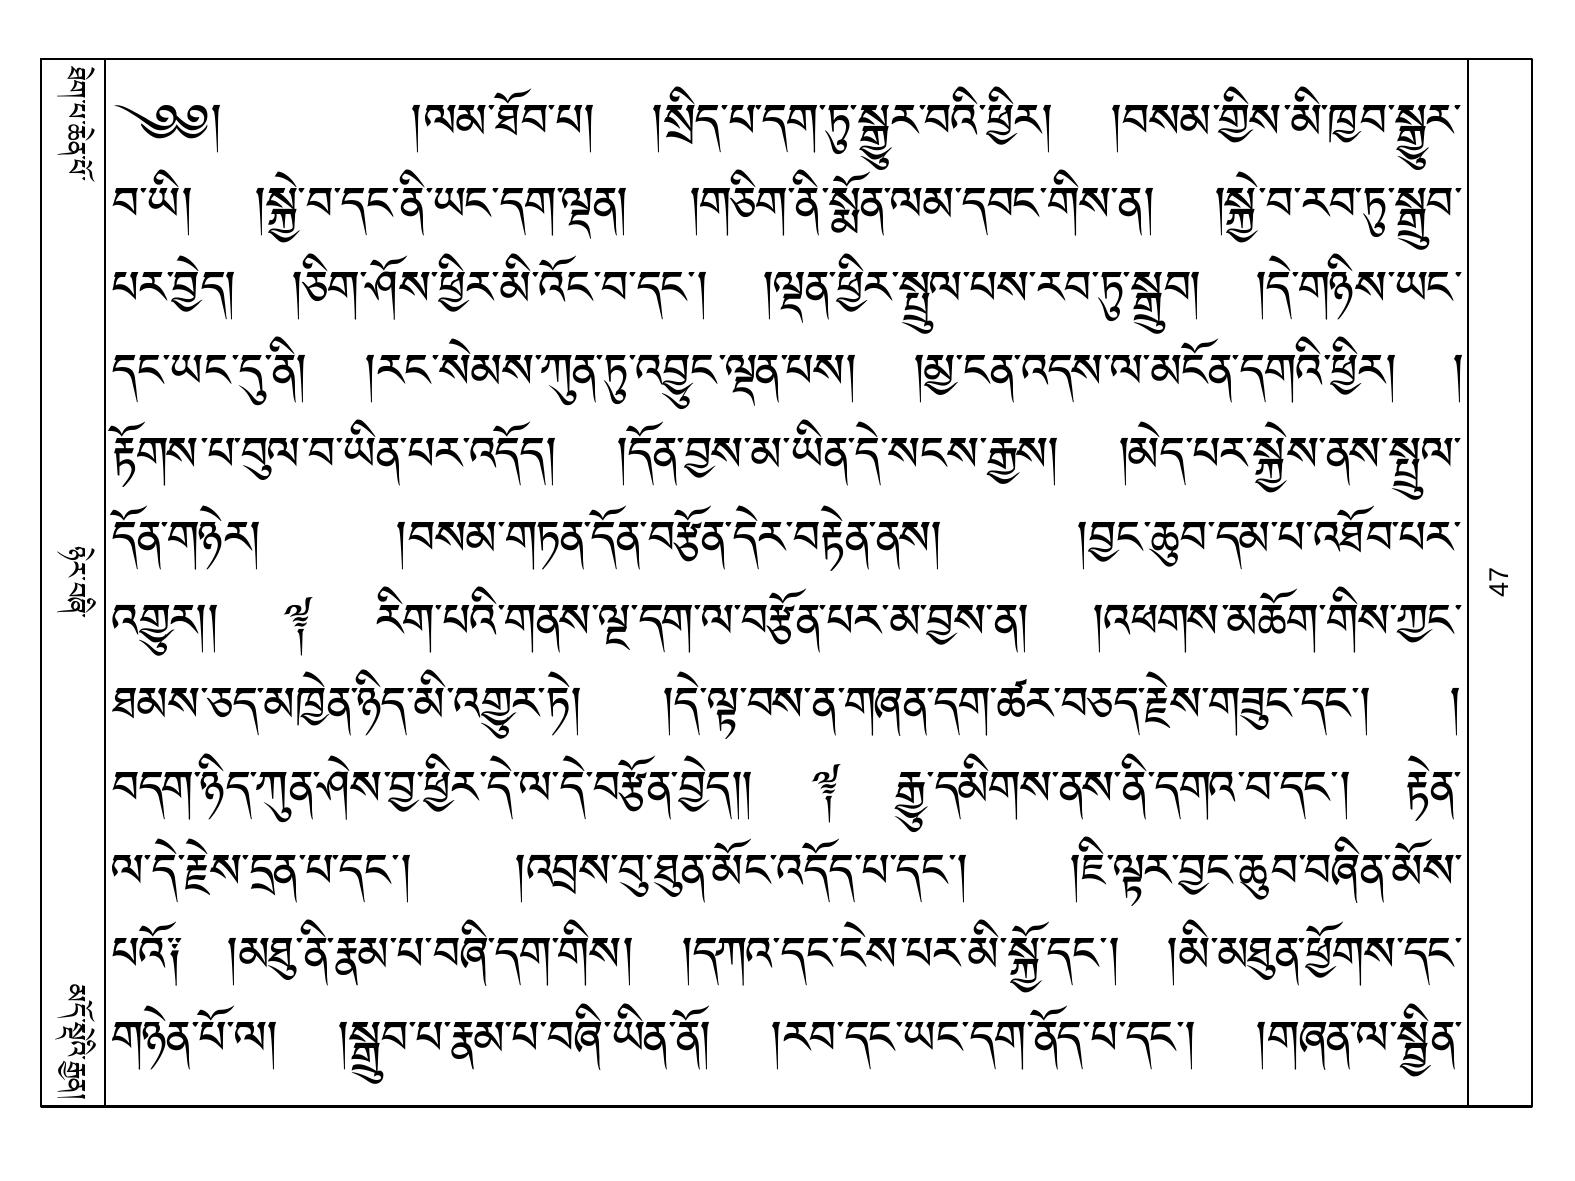 ཐེག་པ་ཆེན་པོ་
ཉེར་བཞི་
མདོ་སྡེའི་རྒྱན།
༄༅། །ལམ་ཐོབ་པ། །སྲིད་པ་དག་ཏུ་སྒྱུར་བའི་ཕྱིར། །བསམ་གྱིས་མི་ཁྱབ་སྒྱུར་
བ་ཡི། །སྐྱེ་བ་དང་ནི་ཡང་དག་ལྡན། །གཅིག་ནི་སྨོན་ལམ་དབང་གིས་ན། །སྐྱེ་བ་རབ་ཏུ་སྒྲུབ་
པར་བྱེད། །ཅིག་ཤོས་ཕྱིར་མི་འོང་བ་དང་། །ལྡན་ཕྱིར་སྤྲུལ་པས་རབ་ཏུ་སྒྲུབ། །དེ་གཉིས་ཡང་
དང་ཡང་དུ་ནི། །རང་སེམས་ཀུན་ཏུ་འབྱུང་ལྡན་པས། །མྱ་ངན་འདས་ལ་མངོན་དགའི་ཕྱིར། །
རྟོགས་པ་བུལ་བ་ཡིན་པར་འདོད། །དོན་བྱས་མ་ཡིན་དེ་སངས་རྒྱས། །མེད་པར་སྐྱེས་ནས་སྤྲུལ་
དོན་གཉེར། །བསམ་གཏན་དོན་བརྩོན་དེར་བརྟེན་ནས། །བྱང་ཆུབ་དམ་པ་འཐོབ་པར་
འགྱུར།། ༈ རིག་པའི་གནས་ལྔ་དག་ལ་བརྩོན་པར་མ་བྱས་ན། །འཕགས་མཆོག་གིས་ཀྱང་
ཐམས་ཅད་མཁྱེན་ཉིད་མི་འགྱུར་ཏེ། །དེ་ལྟ་བས་ན་གཞན་དག་ཚར་བཅད་རྗེས་གཟུང་དང་། །
བདག་ཉིད་ཀུན་ཤེས་བྱ་ཕྱིར་དེ་ལ་དེ་བརྩོན་བྱེད།། ༈ རྒྱུ་དམིགས་ནས་ནི་དགའ་བ་དང་། རྟེན་
ལ་དེ་རྗེས་དྲན་པ་དང་། །འབྲས་བུ་ཐུན་མོང་འདོད་པ་དང་། །ཇི་ལྟར་བྱང་ཆུབ་བཞིན་མོས་
པའོ༑ །མཐུ་ནི་རྣམ་པ་བཞི་དག་གིས། །དཀའ་དང་ངེས་པར་མི་སྐྱོ་དང་། །མི་མཐུན་ཕྱོགས་དང་
གཉེན་པོ་ལ། །སྒྲུབ་པ་རྣམ་པ་བཞི་ཡིན་ནོ། །རབ་དང་ཡང་དག་ནོད་པ་དང་། །གཞན་ལ་སྦྱིན་
47